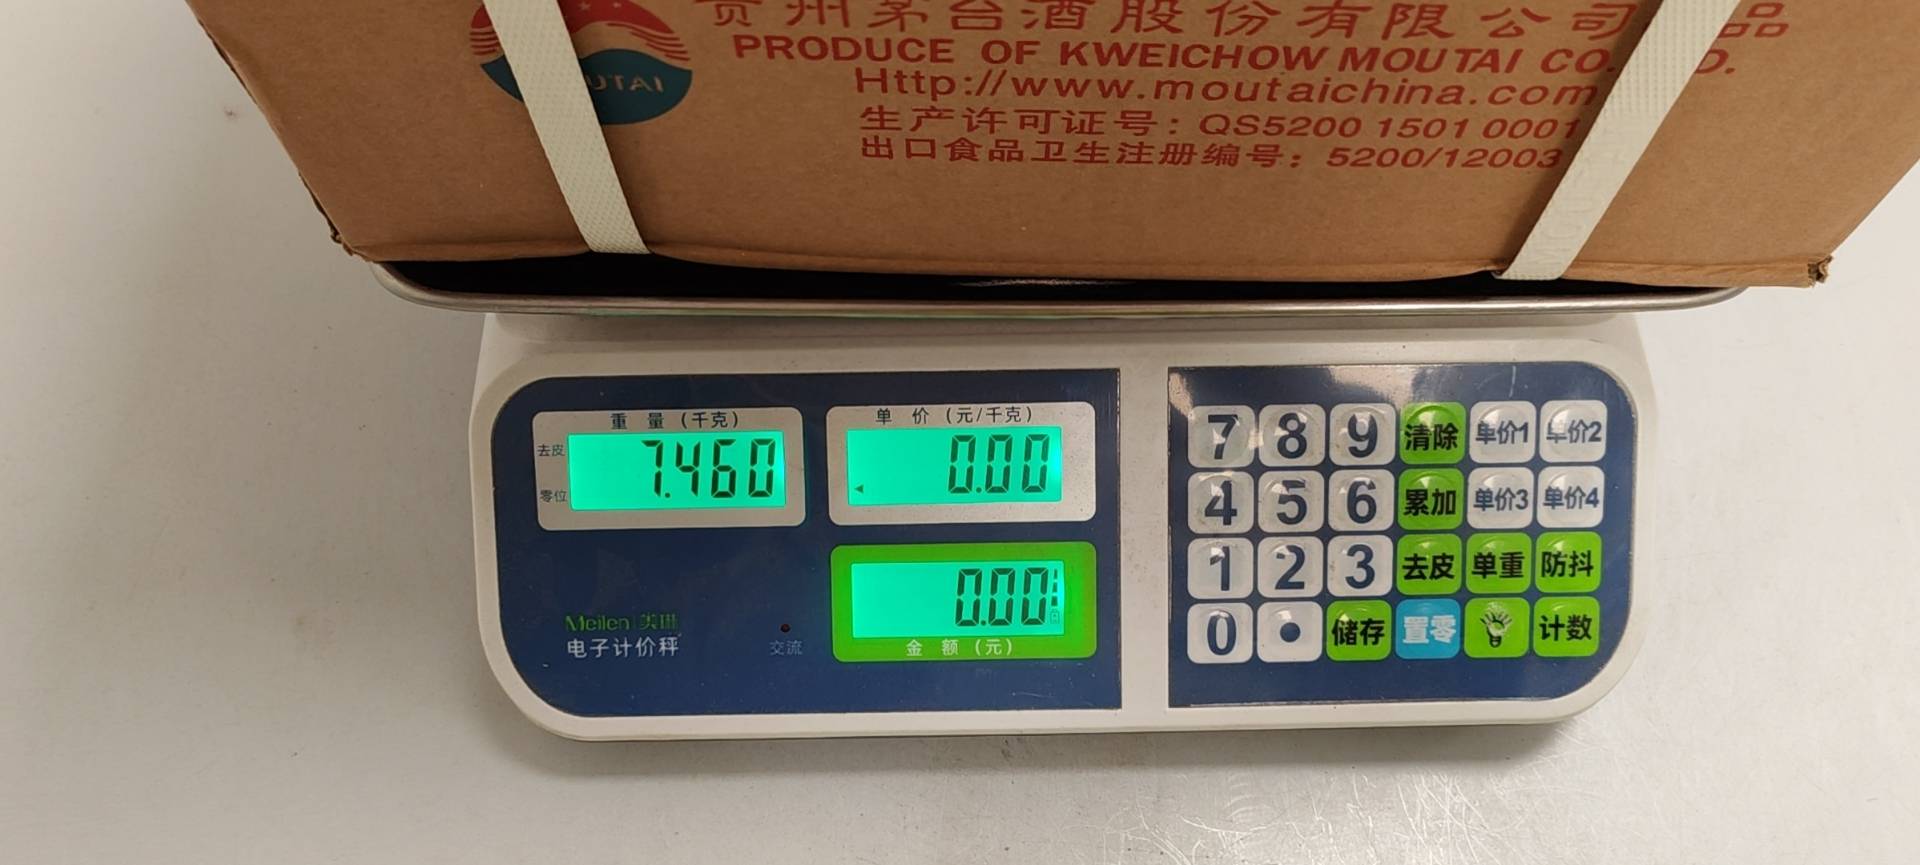 贵州茅台酒股份有限公司 品
UTAI
PRODUCE OF KWEICHOW MOUTAI CO. D.
Http://www.moutaichina.com
生产许可证号: QS5200 1501 0001
出口食品卫生注册编号: 5200/12003
重 量 (千克)
单 价 (元/千克)
去皮
7.460
0.00
零位
0.00
金 额 (元)
Meilen 美琳
电子计价秤
交流
7 8 9 清除 单价1 单价2
4 5 6 累加 单价3 单价4
1 2 3 去皮 单重 防抖
0 • 储存 置零 计数